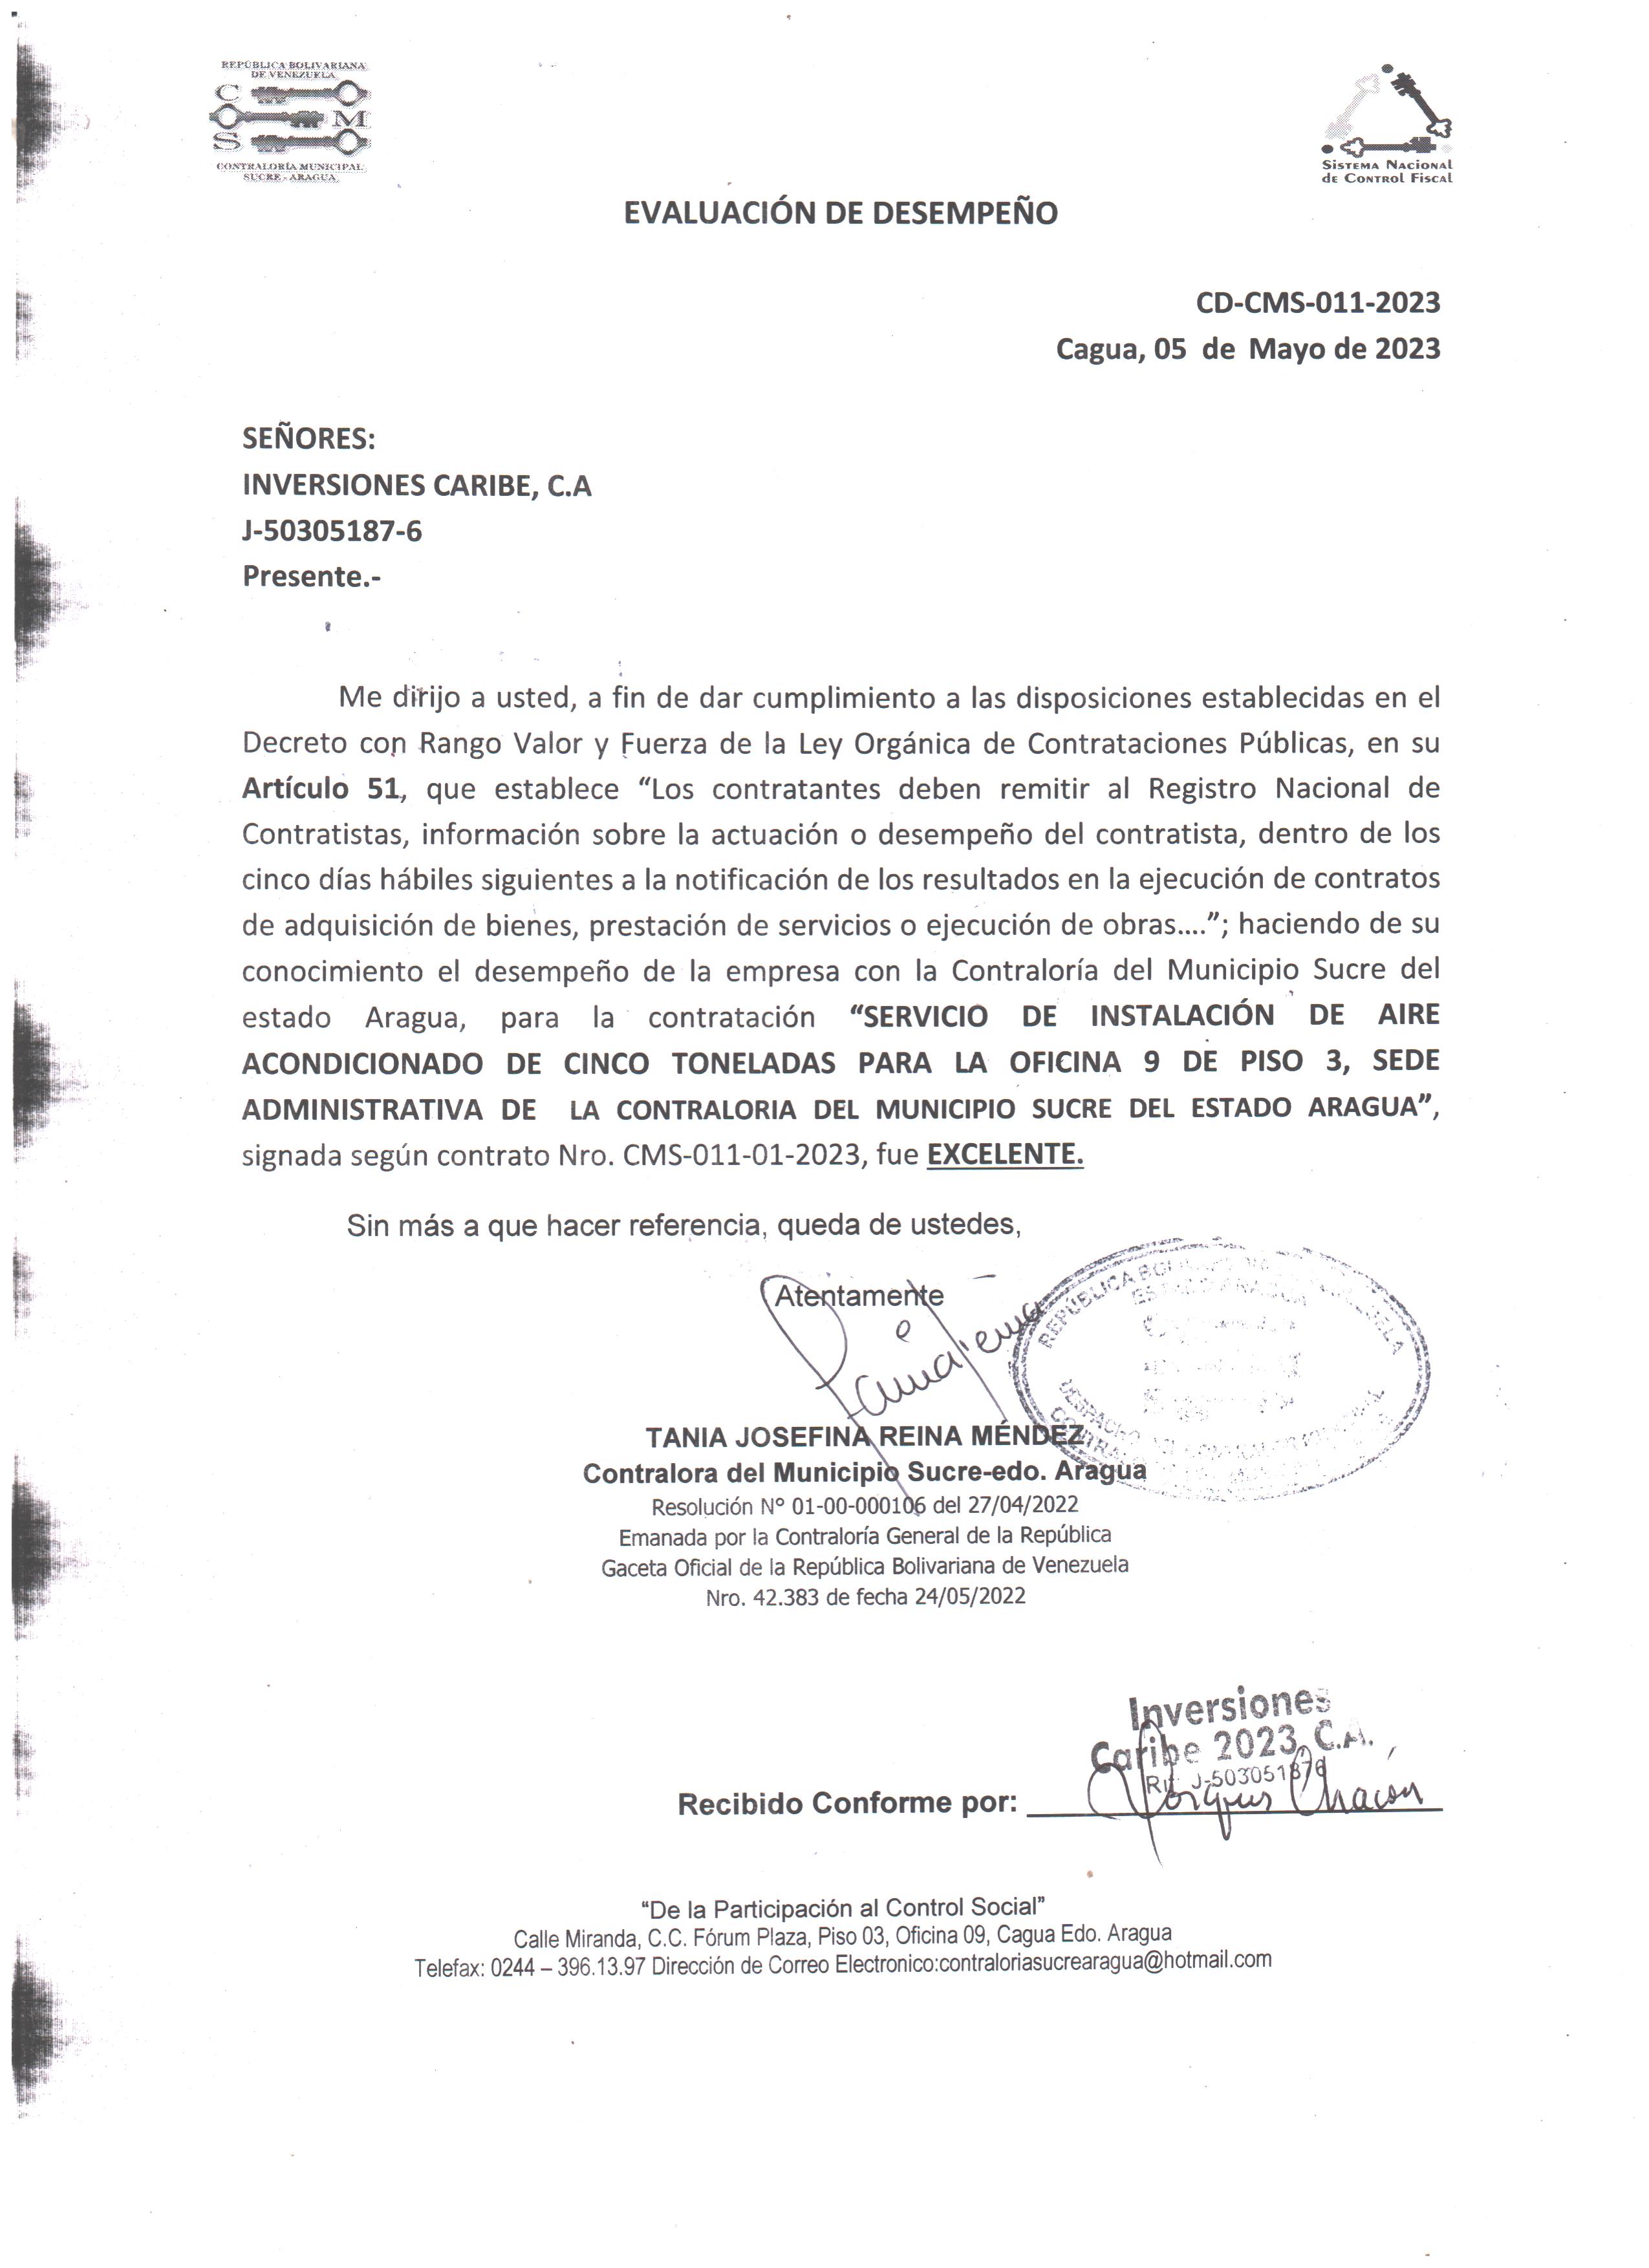 REPÚBLICA BOLIVARIANA
DE VENEZUELA
C
M
S
CONTRALORÍA MUNICIPAL
SUCRE - ARAGUA
Sistema Nacional
de Control Fiscal
EVALUACIÓN DE DESEMPEÑO
CD-CMS-011-2023
Cagua, 05 de Mayo de 2023
SEÑORES:
INVERSIONES CARIBE, C.A
J-50305187-6
Presente.-
Me dirijo a usted, a fin de dar cumplimiento a las disposiciones establecidas en el
Decreto con Rango Valor y Fuerza de la Ley Orgánica de Contrataciones Públicas, en su
Artículo 51, que establece “Los contratantes deben remitir al Registro Nacional de
Contratistas, información sobre la actuación o desempeño del contratista, dentro de los
cinco días hábiles siguientes a la notificación de los resultados en la ejecución de contratos
de adquisición de bienes, prestación de servicios o ejecución de obras....”; haciendo de su
conocimiento el desempeño de la empresa con la Contraloría del Municipio Sucre del
estado Aragua, para la contratación “SERVICIO DE INSTALACIÓN DE AIRE
ACONDICIONADO DE CINCO TONELADAS PARA LA OFICINA 9 DE PISO 3, SEDE
ADMINISTRATIVA DE LA CONTRALORIA DEL MUNICIPIO SUCRE DEL ESTADO ARAGUA”,
signada según contrato Nro. CMS-011-01-2023, fue EXCELENTE.
Sin más a que hacer referencia, queda de ustedes,
Atentamente
REPÚBLICA
TANIA JOSEFINA REINA MÉNDEZ
Contralora del Municipio Sucre-edo. Aragua
Resolución N° 01-00-000106 del 27/04/2022
Emanada por la Contraloría General de la República
Gaceta Oficial de la República Bolivariana de Venezuela
Nro. 42.383 de fecha 24/05/2022
Inversiones
Caribe 2023, C.A.
Rif: J-503051876
Recibido Conforme por: Chacón
“De la Participación al Control Social”
Calle Miranda, C.C. Fórum Plaza, Piso 03, Oficina 09, Cagua Edo. Aragua
Telefax: 0244 – 396.13.97 Dirección de Correo Electronico:contraloriasucrearagua@hotmail.com